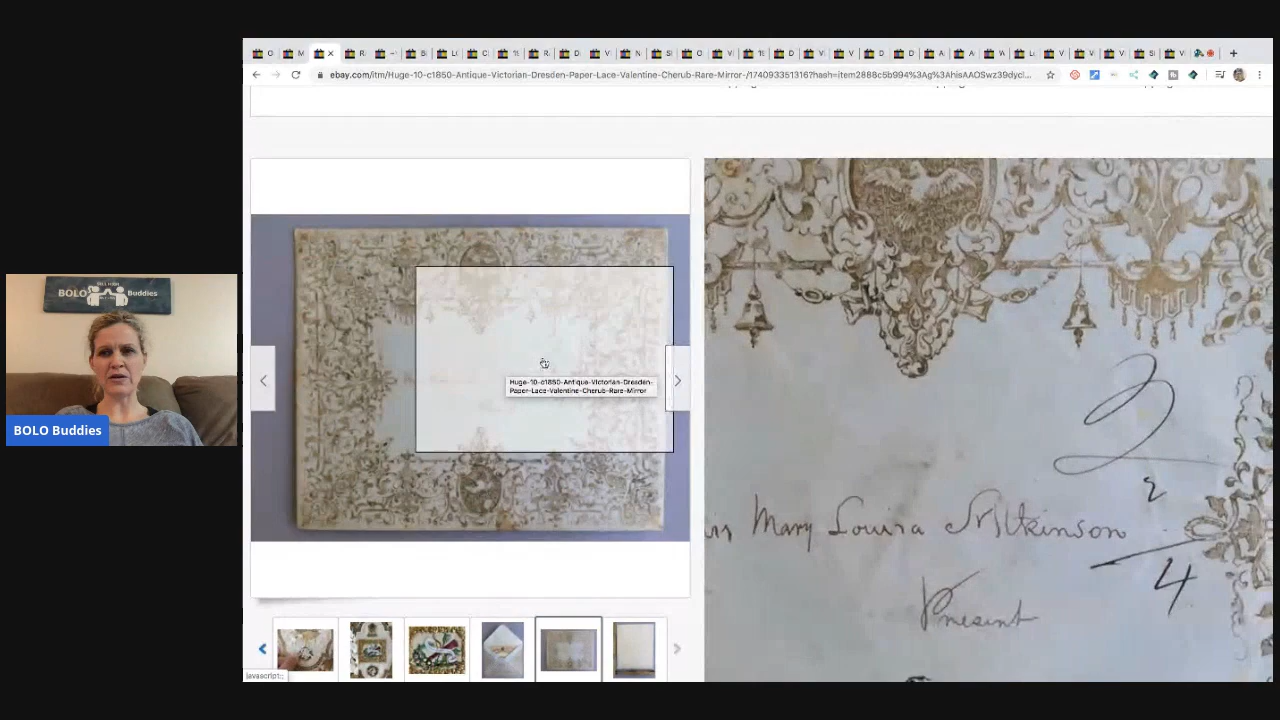 ebay.com/itm/Huge-10-c1850-Antique-Victorian-Dresden-Paper-Lace-Valentine-Cherub-Rare-Mirror-/174093351316?hash=item2888c5b994%3Ag%3AhisAAOSwz39dycl...
BOLO Buddies
BOLO Buddies
Huge-10-c1850-Antique-Victorian-Dresden-
Paper-Lace-Valentine-Cherub-Rare-Mirror
2
Mary Louisa Atkinson
4
Present
javascript:;